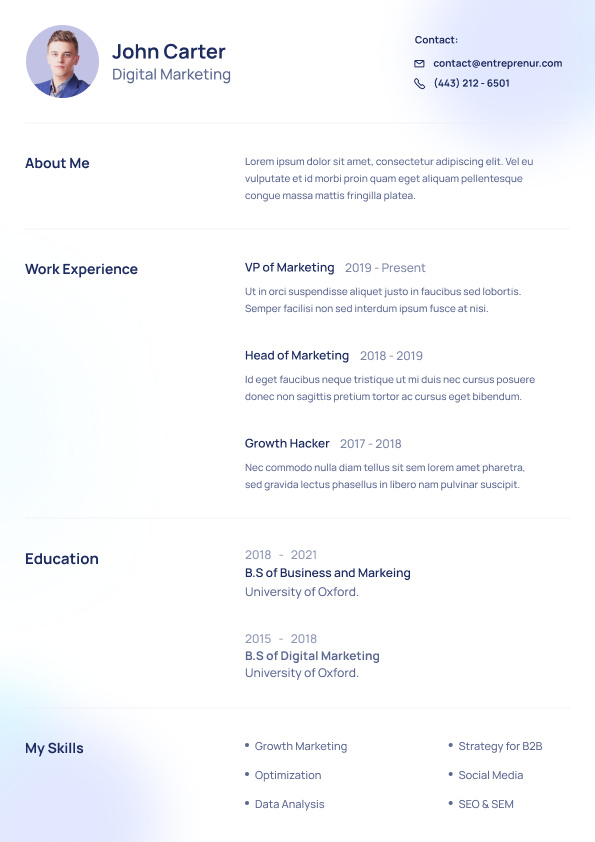 John Carter
Digital Marketing
Contact:
contact@entreprenur.com
(443) 212 - 6501
About Me
Lorem ipsum dolor sit amet, consectetur adipiscing elit. Vel eu
vulputate et id morbi proin quam eget aliquam pellentesque
congue massa mattis fringilla platea.
Work Experience
VP of Marketing 2019 - Present
Ut in orci suspendisse aliquet justo in faucibus sed lobortis.
Semper facilisi non sed interdum ipsum fusce at nisi.
Head of Marketing 2018 - 2019
Id eget faucibus neque tristique ut mi duis nec cursus posuere
donec non sagittis pretium tortor ac cursus eget bibendum.
Growth Hacker 2017 - 2018
Nec commodo nulla diam tellus sit sem lorem amet pharetra,
sed gravida lectus phasellus in libero nam pulvinar suscipit.
Education
2018 - 2021
B.S of Business and Markeing
University of Oxford.
2015 - 2018
B.S of Digital Marketing
University of Oxford.
My Skills
• Growth Marketing
• Optimization
• Data Analysis
• Strategy for B2B
• Social Media
• SEO & SEM